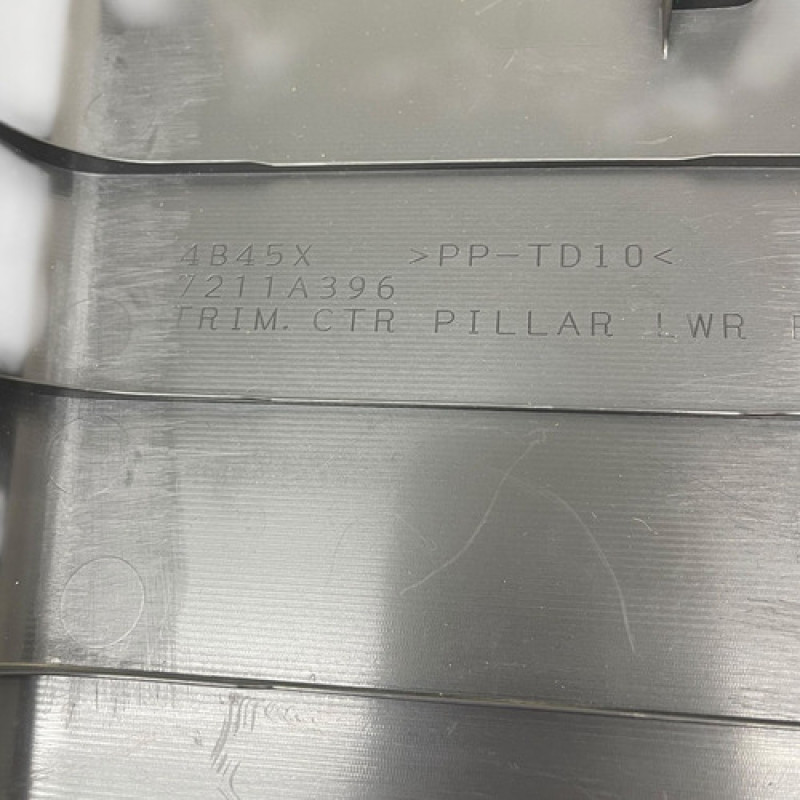 4B45X >PP-TD10<
7211A396
TRIM. CTR PILLAR LWR